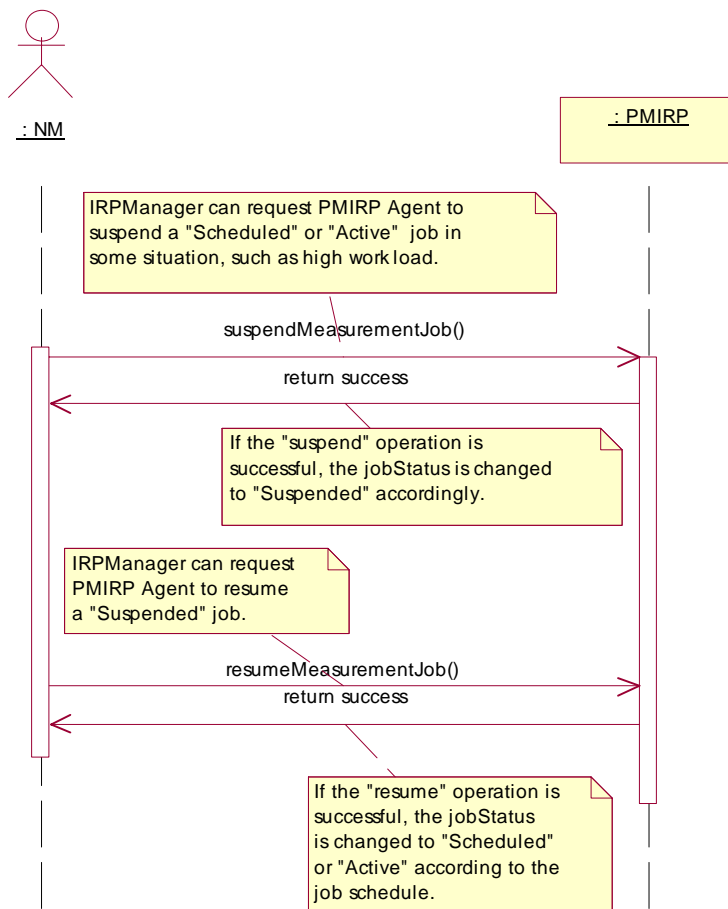 : NM
: PMIRP
IRPManager can request PMIRP Agent to
suspend a "Scheduled" or "Active" job in
some situation, such as high work load.
suspendMeasurementJob()
return success
If the "suspend" operation is
successful, the jobStatus is changed
to "Suspended" accordingly.
IRPManager can request
PMIRP Agent to resume
a "Suspended" job.
resumeMeasurementJob()
return success
If the "resume" operation is
successful, the jobStatus
is changed to "Scheduled"
or "Active" according to the
job schedule.